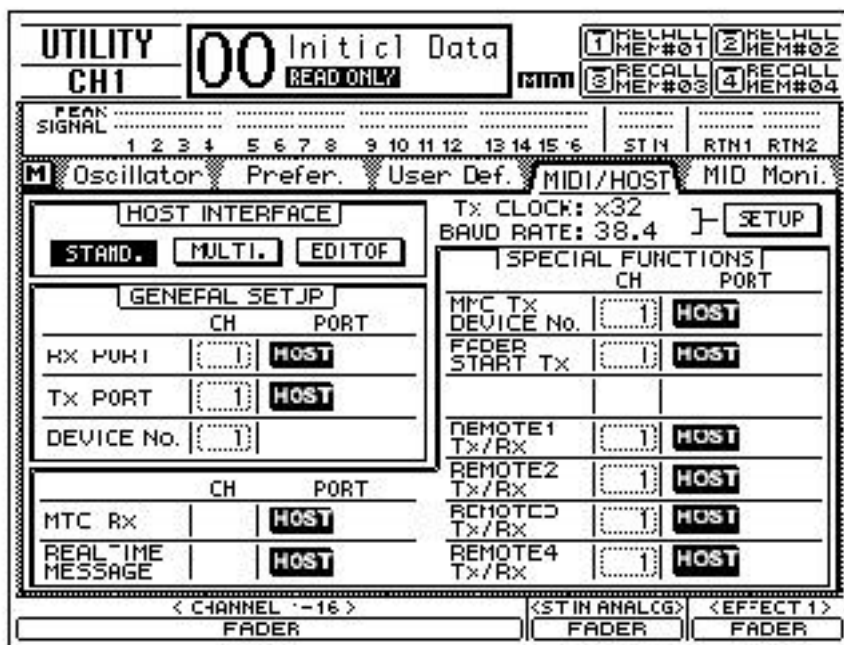 UTILITY
CH1
00 Initial Data
READ ONLY
MIDI
1 RECALL MEM#01
2 RECALL MEM#02
3 RECALL MEM#03
4 RECALL MEM#04
PEAK
SIGNAL
1 2 3 4 5 6 7 8 9 10 11 12 13 14 15 16 ST IN RTN1 RTN2
M Oscillator Prefer. User Def. MIDI/HOST MID Moni.
HOST INTERFACE
STAND. MULTI. EDITOR
Tx CLOCK: x32
BAUD RATE: 38.4
SETUP
GENERAL SETUP
CH PORT
RX PORT 1 HOST
Tx PORT 1 HOST
DEVICE No. 1
CH PORT
MTC Rx HOST
REALTIME MESSAGE HOST
SPECIAL FUNCTIONS
CH PORT
MMC Tx DEVICE No. 1 HOST
FADER START Tx 1 HOST
REMOTE1 Tx/Rx 1 HOST
REMOTE2 Tx/Rx 1 HOST
REMOTE3 Tx/Rx 1 HOST
REMOTE4 Tx/Rx 1 HOST
< CHANNEL 1-16 > <ST IN ANALOG> <EFFECT 1>
FADER FADER FADER